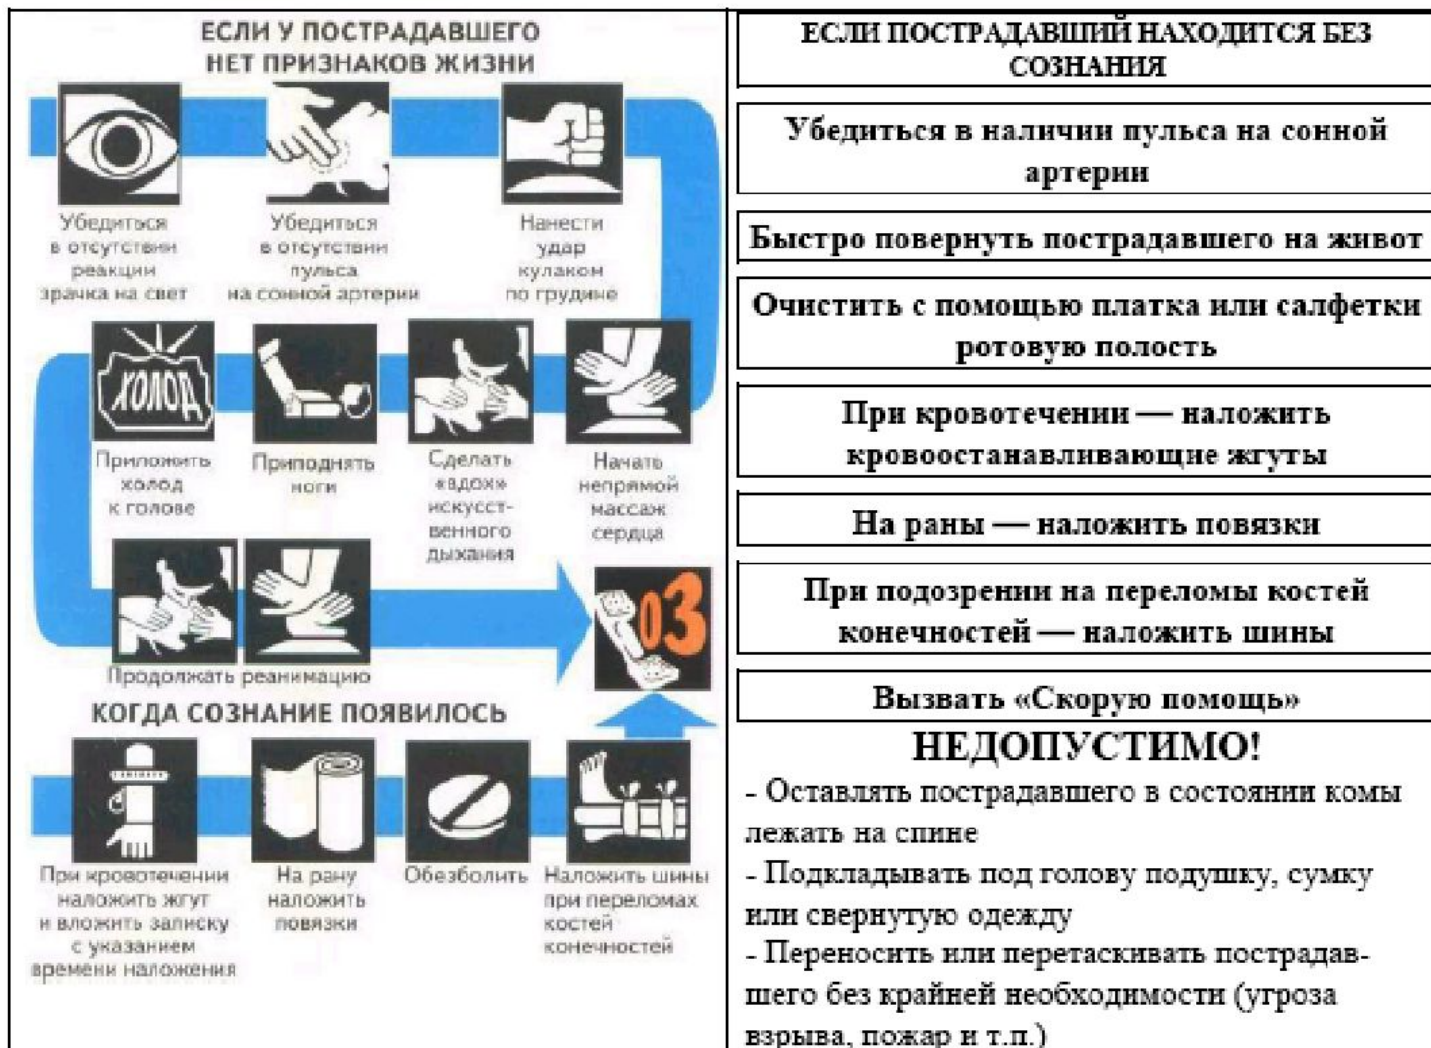 ЕСЛИ У ПОСТРАДАВШЕГО
НЕТ ПРИЗНАКОВ ЖИЗНИ
Убедиться
в отсутствии
реакции
зрачка на свет
Убедиться
в отсутствии
пульса
на сонной артерии
Нанести
удар
кулаком
по грудине
ХОЛОД
Приложить
холод
к голове
Приподнять
ноги
Сделать
«вдох»
искусст-
венного
дыхания
Начать
непрямой
массаж
сердца
Продолжать реанимацию
03
КОГДА СОЗНАНИЕ ПОЯВИЛОСЬ
При кровотечении
наложить жгут
и вложить записку
с указанием
времени наложения
На рану
наложить
повязки
Обезболить
Наложить шины
при переломах
костей
конечностей
ЕСЛИ ПОСТРАДАВШИЙ НАХОДИТСЯ БЕЗ
СОЗНАНИЯ
Убедиться в наличии пульса на сонной
артерии
Быстро повернуть пострадавшего на живот
Очистить с помощью платка или салфетки
ротовую полость
При кровотечении — наложить
кровоостанавливающие жгуты
На раны — наложить повязки
При подозрении на переломы костей
конечностей — наложить шины
Вызвать «Скорую помощь»
НЕДОПУСТИМО!
- Оставлять пострадавшего в состоянии комы
лежать на спине
- Подкладывать под голову подушку, сумку
или свернутую одежду
- Переносить или перетаскивать пострадав-
шего без крайней необходимости (угроза
взрыва, пожар и т.п.)